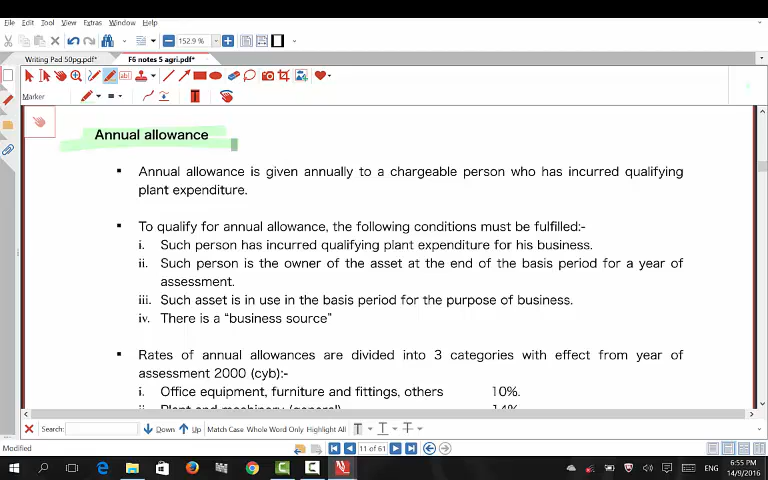 File Edit Tool View Extras Window Help
152.9 %
Writing Pad 50pg.pdf* F6 notes 5 agri.pdf*
Marker
Annual allowance
▪ Annual allowance is given annually to a chargeable person who has incurred qualifying
plant expenditure.
▪ To qualify for annual allowance, the following conditions must be fulfilled:-
i. Such person has incurred qualifying plant expenditure for his business.
ii. Such person is the owner of the asset at the end of the basis period for a year of
assessment.
iii. Such asset is in use in the basis period for the purpose of business.
iv. There is a “business source”
▪ Rates of annual allowances are divided into 3 categories with effect from year of
assessment 2000 (cyb):-
i. Office equipment, furniture and fittings, others 10%.
ii. Plant and machinery (general) 14%
Search: Down Up Match Case Whole Word Only Highlight All
Modified 11 of 61
ENG 6:55 PM
14/9/2016